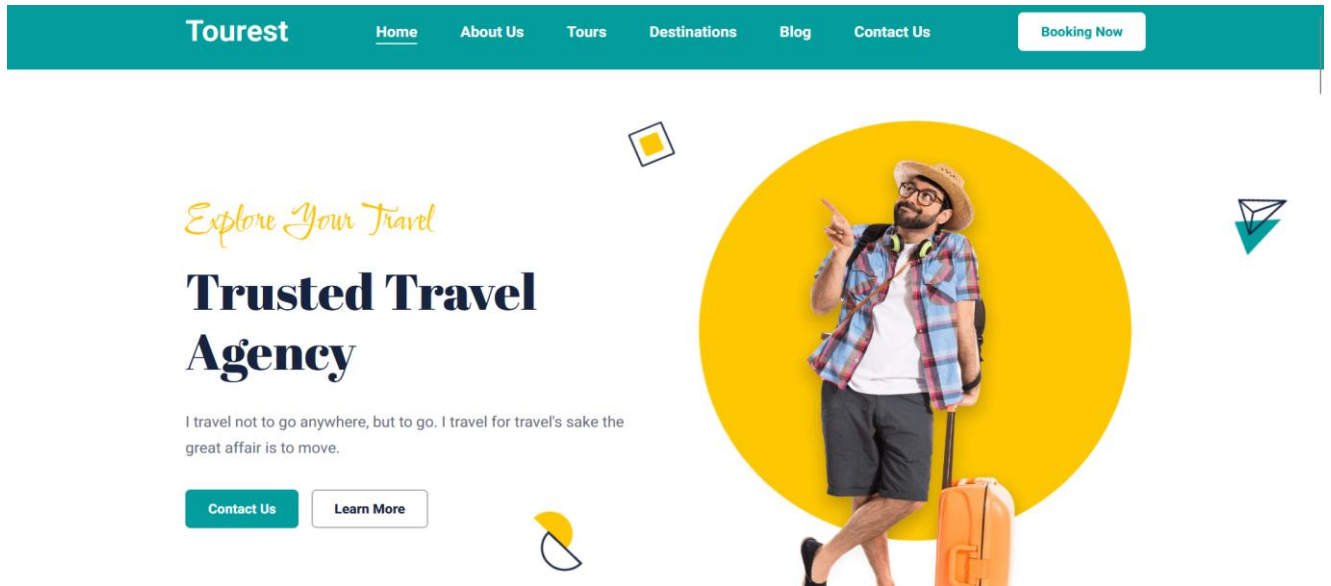 Tourest Home About Us Tours Destinations Blog Contact Us Booking Now
Explore Your Travel
Trusted Travel
Agency
I travel not to go anywhere, but to go. I travel for travel's sake the
great affair is to move.
Contact Us Learn More